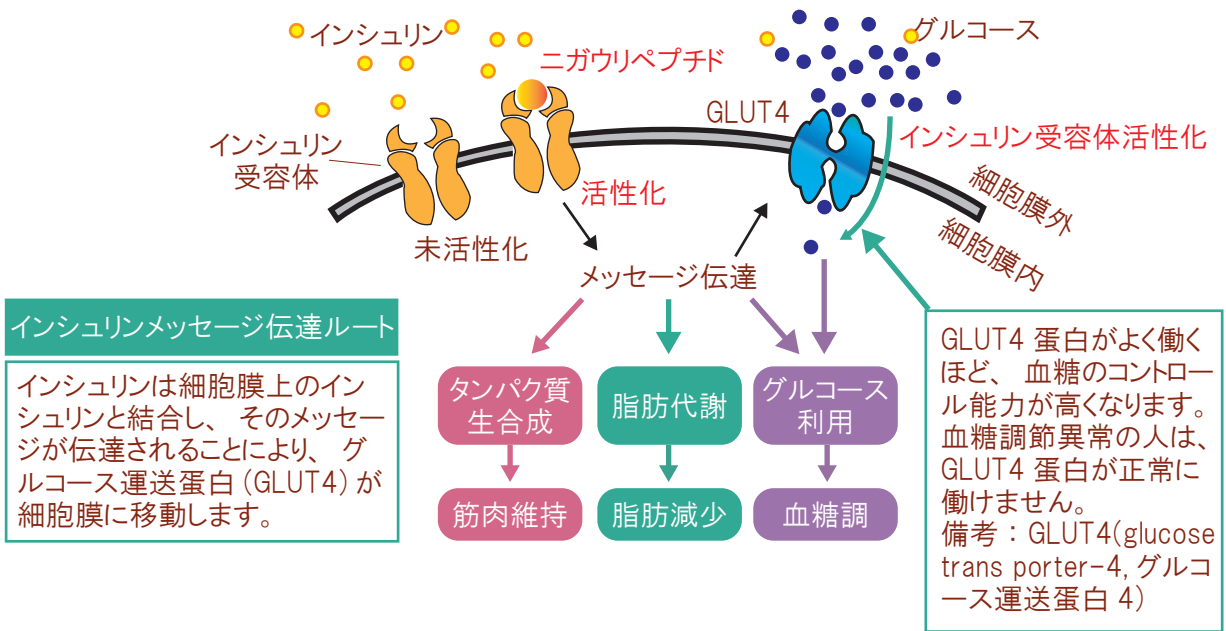 インシュリン
グルコース
ニガウリペプチド
GLUT4
インシュリン受容体活性化
インシュリン
受容体
活性化
未活性化
細胞膜外
細胞膜内
メッセージ伝達
インシュリンメッセージ伝達ルート
インシュリンは細胞膜上のイン
シュリンと結合し、そのメッセー
ジが伝達されることにより、グ
ルコース運送蛋白(GLUT4)が
細胞膜に移動します。
タンパク質
生合成
脂肪代謝
グルコース
利用
筋肉維持
脂肪減少
血糖調
GLUT4 蛋白がよく働く
ほど、血糖のコントロー
ル能力が高くなります。
血糖調節異常の人は、
GLUT4 蛋白が正常に
働けません。
備考：GLUT4(glucose
trans porter-4,グルコ
ース運送蛋白 4)